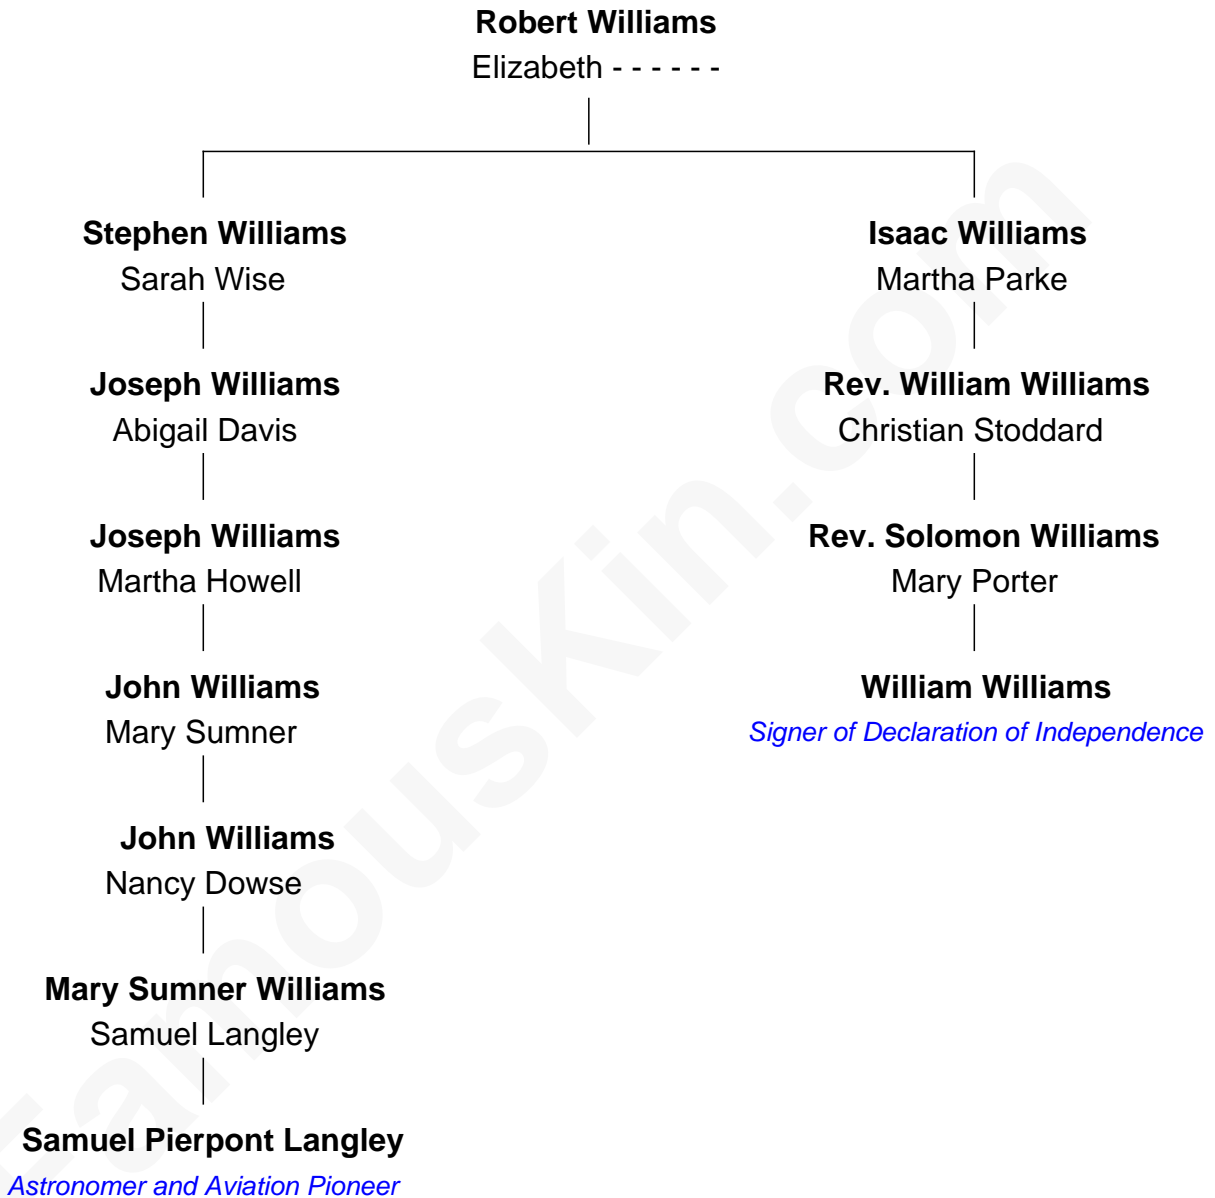 Robert Williams
Elizabeth - - - - - -
Stephen Williams
Sarah Wise
Joseph Williams
Abigail Davis
Joseph Williams
Martha Howell
John Williams
Mary Sumner
John Williams
Nancy Dowse
Mary Sumner Williams
Samuel Langley
Samuel Pierpont Langley
Astronomer and Aviation Pioneer
Isaac Williams
Martha Parke
Rev. William Williams
Christian Stoddard
Rev. Solomon Williams
Mary Porter
William Williams
Signer of Declaration of Independence
FamousKin.com